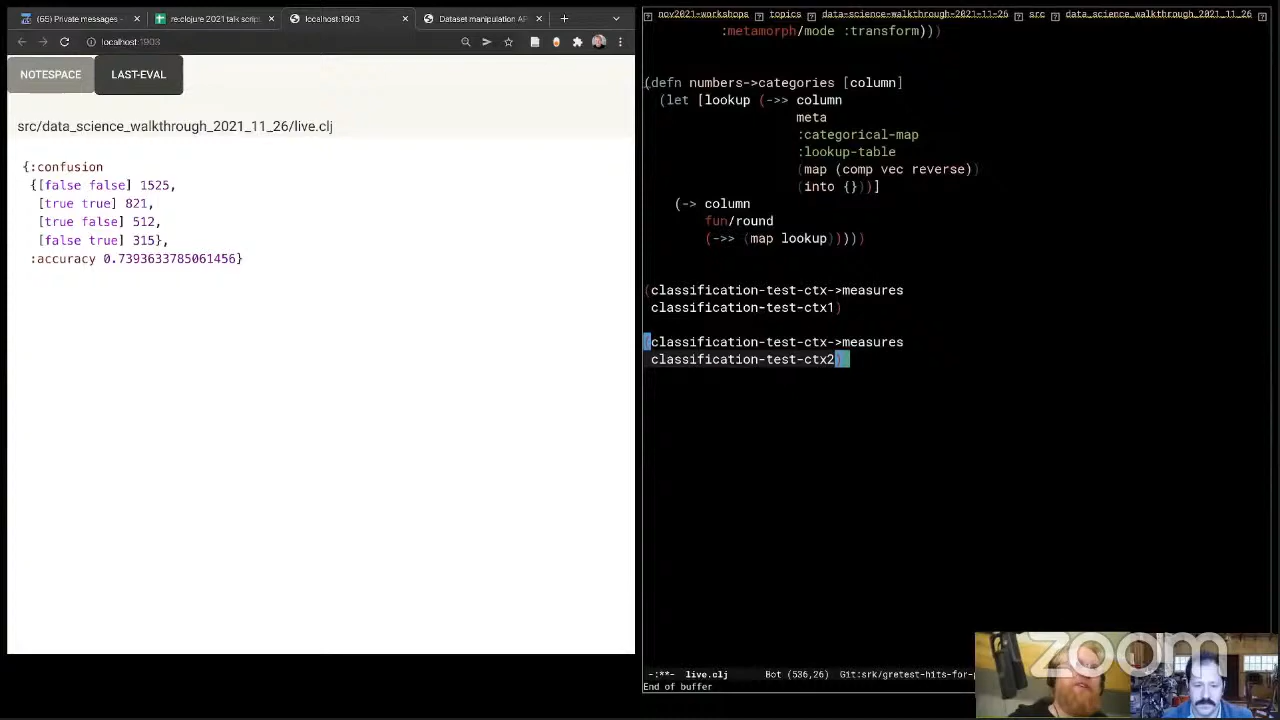 (65) Private messages -
re:clojure 2021 talk scrip
localhost:1903
Dataset manipulation AP
localhost:1903
NOTESPACE
LAST-EVAL
src/data_science_walkthrough_2021_11_26/live.clj
{:confusion
{[false false] 1525,
[true true] 821,
[true false] 512,
[false true] 315},
:accuracy 0.7393633785061456}
nov2021-workshops topics data-science-walkthrough-2021-11-26 src data_science_walkthrough_2021_11_26
:metamorph/mode :transform)))
(defn numbers->categories [column]
(let [lookup (->> column
meta
:categorical-map
:lookup-table
(map (comp vec reverse))
(into {}))]
(-> column
fun/round
(->> (map lookup)))))
(classification-test-ctx->measures
classification-test-ctx1)
(classification-test-ctx->measures
classification-test-ctx2)
-:**- live.clj Bot (536,26) Git:srk/gretest-hits-for-
End of buffer
zoom